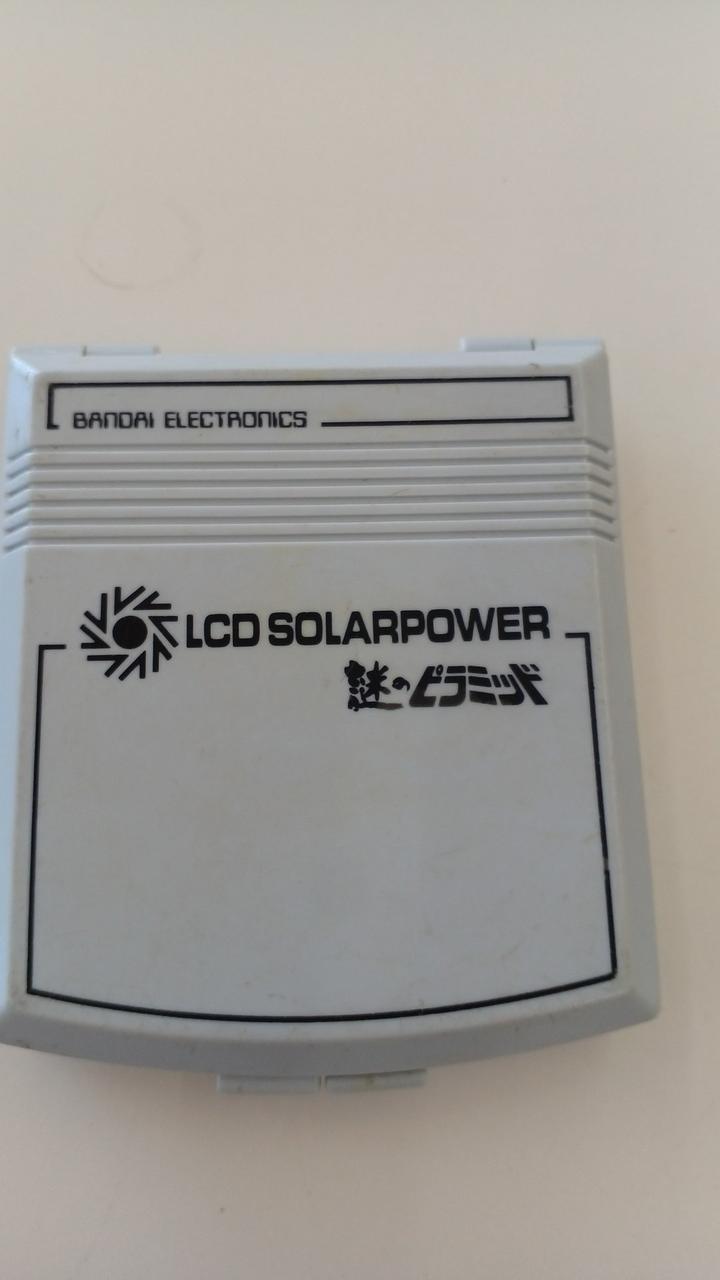 BANDAI ELECTRONICS
LCD SOLARPOWER
謎のピラミッド